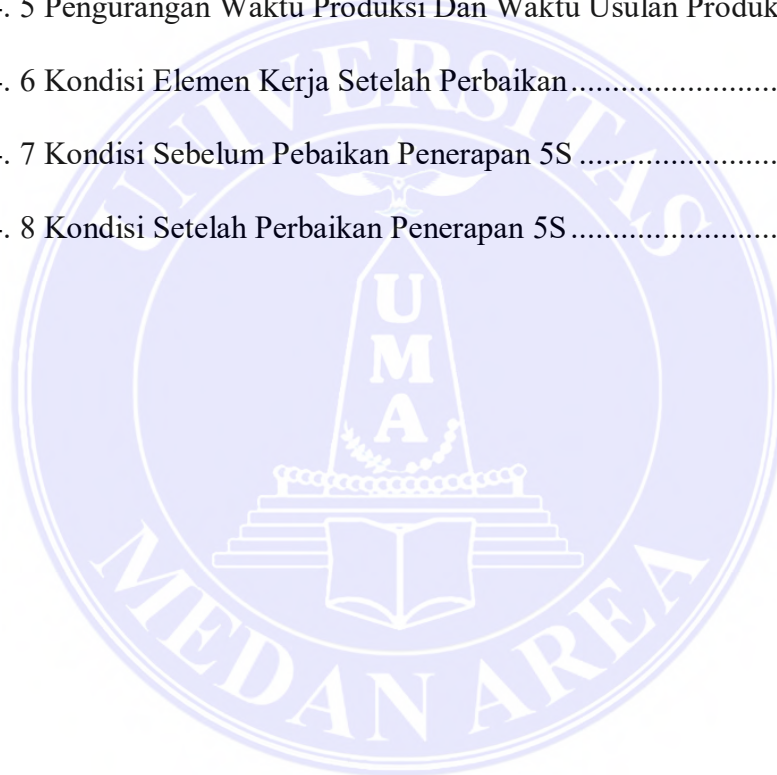 . 5 Pengurangan Waktu Produksi Dan Waktu Usulan
. 6 Kondisi Elemen Kerja Setelah Perbaikan........................
. 7 Kondisi Sebelum Pebaikan Penerapan 5S........................
. 8 Kondisi Setelah Perbaikan Penerapan 5S.........................
UNIVERSITAS
U
M
A
MEDAN AREA